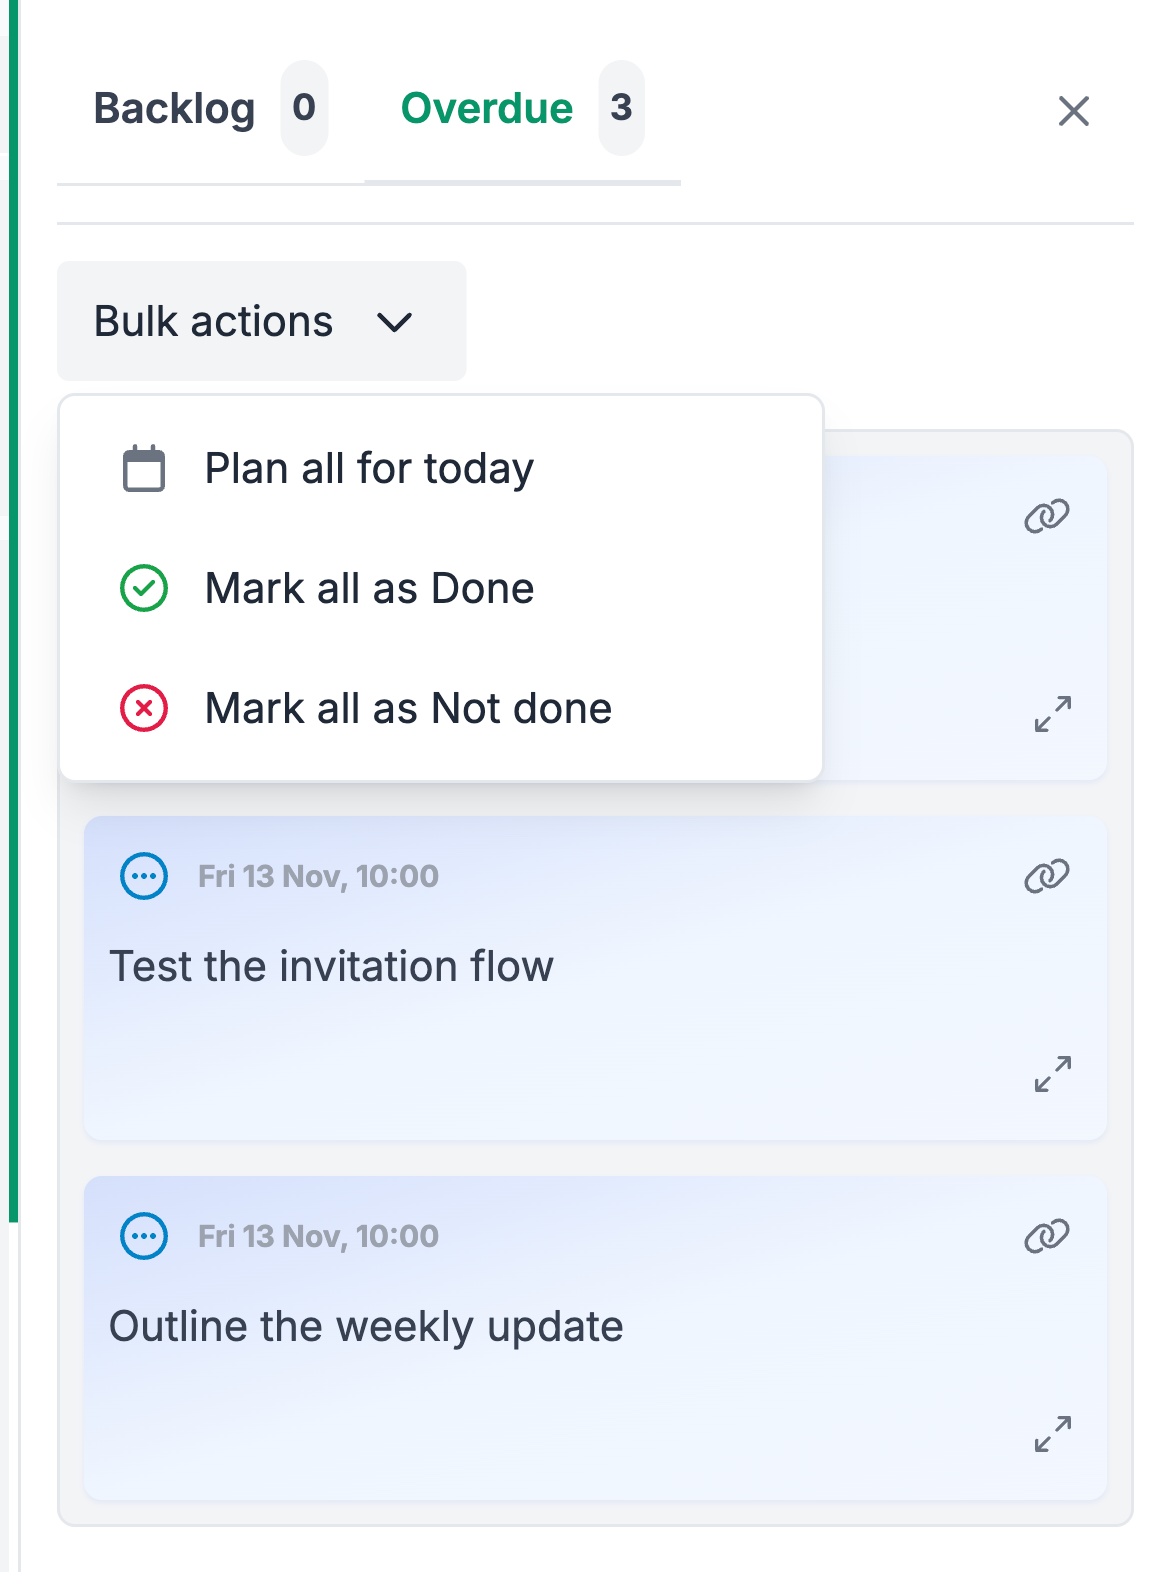 Backlog 0 Overdue 3
Bulk actions
Plan all for today
Mark all as Done
Mark all as Not done
Fri 13 Nov, 10:00
Test the invitation flow
Fri 13 Nov, 10:00
Outline the weekly update